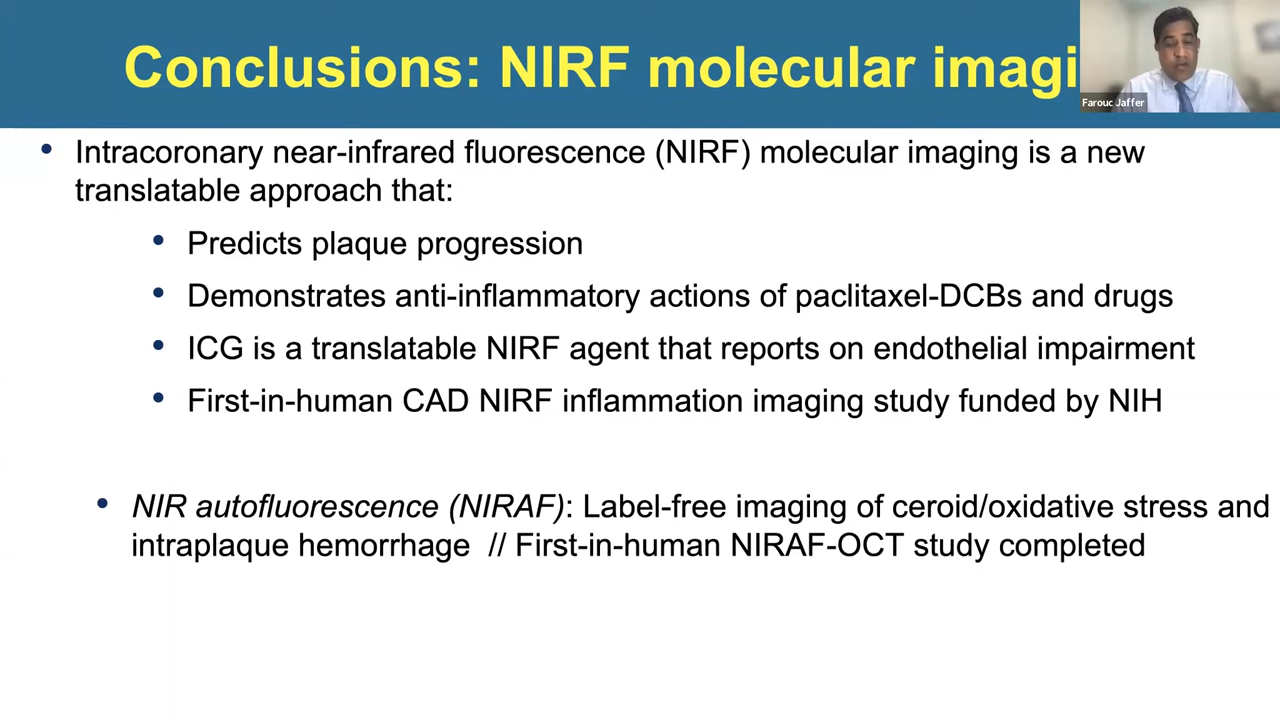 Conclusions: NIRF molecular imagi
Farouc Jaffer
• Intracoronary near-infrared fluorescence (NIRF) molecular imaging is a new
translatable approach that:
• Predicts plaque progression
• Demonstrates anti-inflammatory actions of paclitaxel-DCBs and drugs
• ICG is a translatable NIRF agent that reports on endothelial impairment
• First-in-human CAD NIRF inflammation imaging study funded by NIH
• NIR autofluorescence (NIRAF): Label-free imaging of ceroid/oxidative stress and
intraplaque hemorrhage // First-in-human NIRAF-OCT study completed